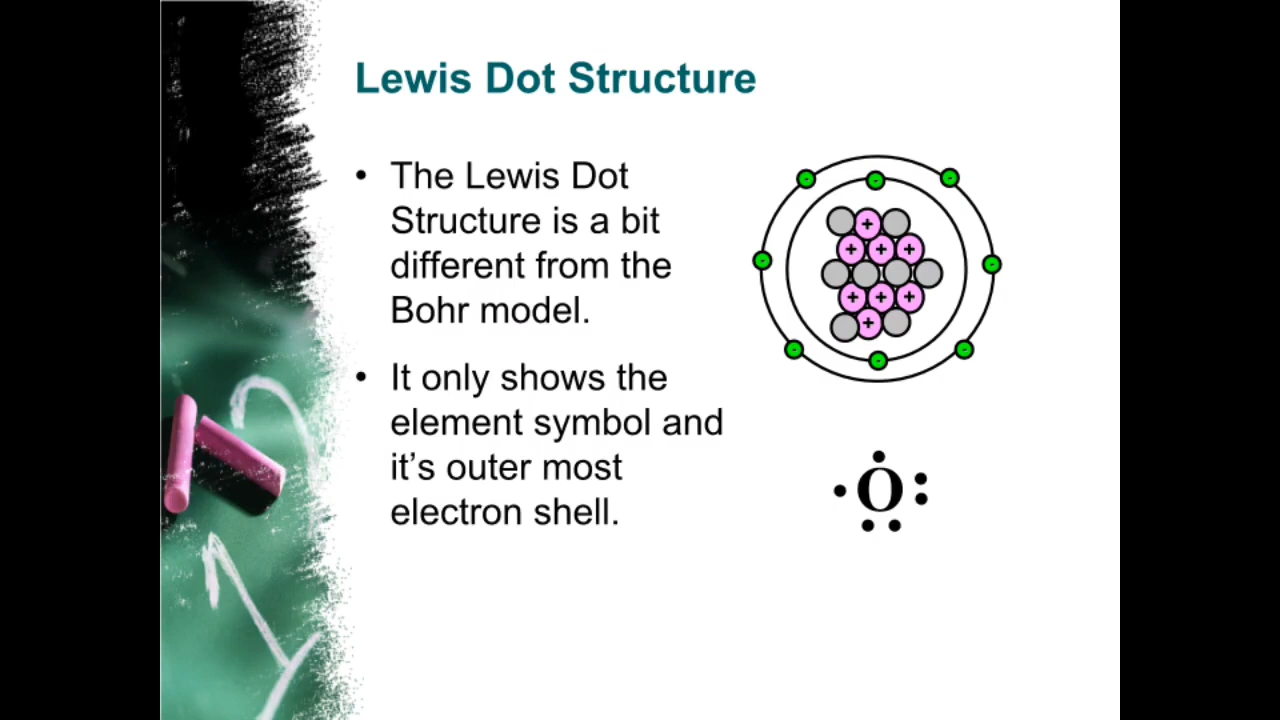 Lewis Dot Structure
• The Lewis Dot
Structure is a bit
different from the
Bohr model.
• It only shows the
element symbol and
it’s outer most
electron shell.
+
+ + +
+ + +
+
- - -
- -
- - -
O